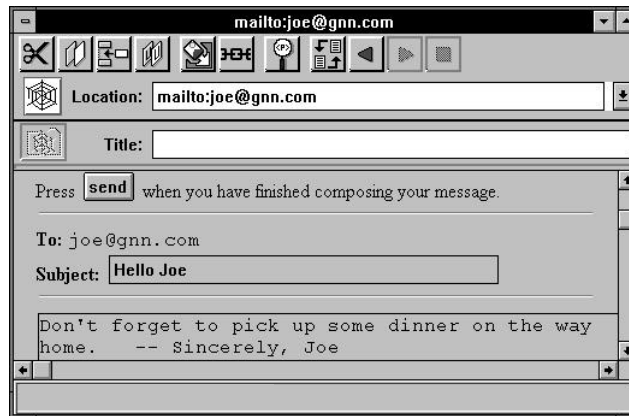 mailto:joe@gnn.com
<P>
Location: mailto:joe@gnn.com
Title:
Press send when you have finished composing your message.
To: joe@gnn.com
Subject: Hello Joe
Don't forget to pick up some dinner on the way
home. -- Sincerely, Joe